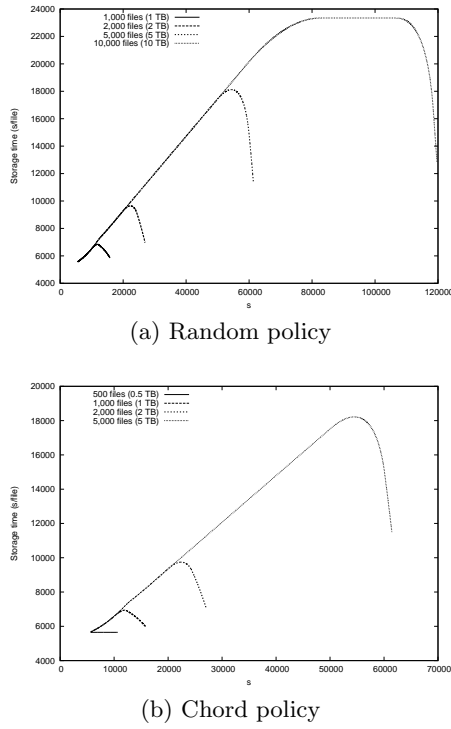 24000
22000
20000
18000
16000
14000
12000
10000
8000
6000
4000
Storage time (s/file)
1,000 files (1 TB)
2,000 files (2 TB)
5,000 files (5 TB)
10,000 files (10 TB)
0 20000 40000 60000 80000 100000 120000
s
(a) Random policy
20000
18000
16000
14000
12000
10000
8000
6000
4000
Storage time (s/file)
500 files (0.5 TB)
1,000 files (1 TB)
2,000 files (2 TB)
5,000 files (5 TB)
0 10000 20000 30000 40000 50000 60000 70000
s
(b) Chord policy